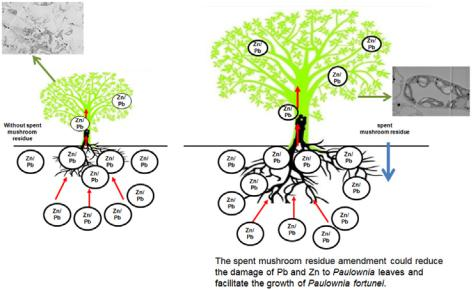 Zn/
Pb
Zn/
Pb
Without spent
mushroom
residue
Zn/
Pb
Zn/
Pb
Zn/
Pb
Zn/
Pb
Zn/
Pb
Zn/
Pb
Zn/
Pb
Zn/
Pb
Zn/
Pb
Zn/
Pb
Zn/
Pb
Zn/
Pb
Zn/
Pb
Zn/
Pb
spent
mushroom residue
Zn/
Pb
Zn/
Pb
Zn/
Pb
Zn/
Pb
Zn/
Pb
Zn/
Pb
Zn/
Pb
Zn/
Pb
Zn/
Pb
The spent mushroom residue amendment could reduce
the damage of Pb and Zn to Paulownia leaves and
facilitate the growth of Paulownia fortunei.